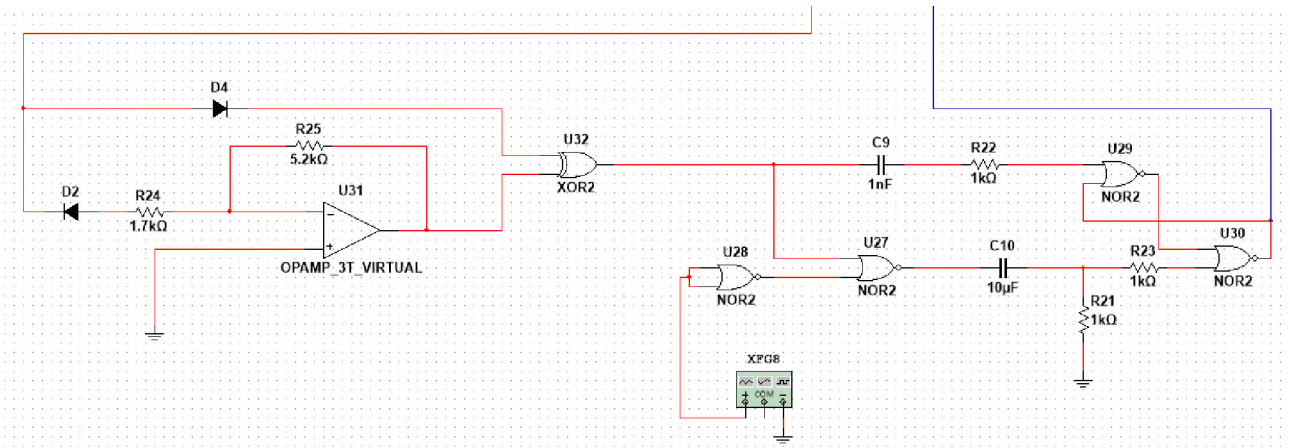 D4
R25
5.2kΩ
U32
XOR2
C9
1nF
R22
1kΩ
U29
NOR2
D2
R24
1.7kΩ
U31
OPAMP_3T_VIRTUAL
U28
NOR2
U27
NOR2
C10
10µF
R23
1kΩ
U30
NOR2
R21
1kΩ
XFG8
COM